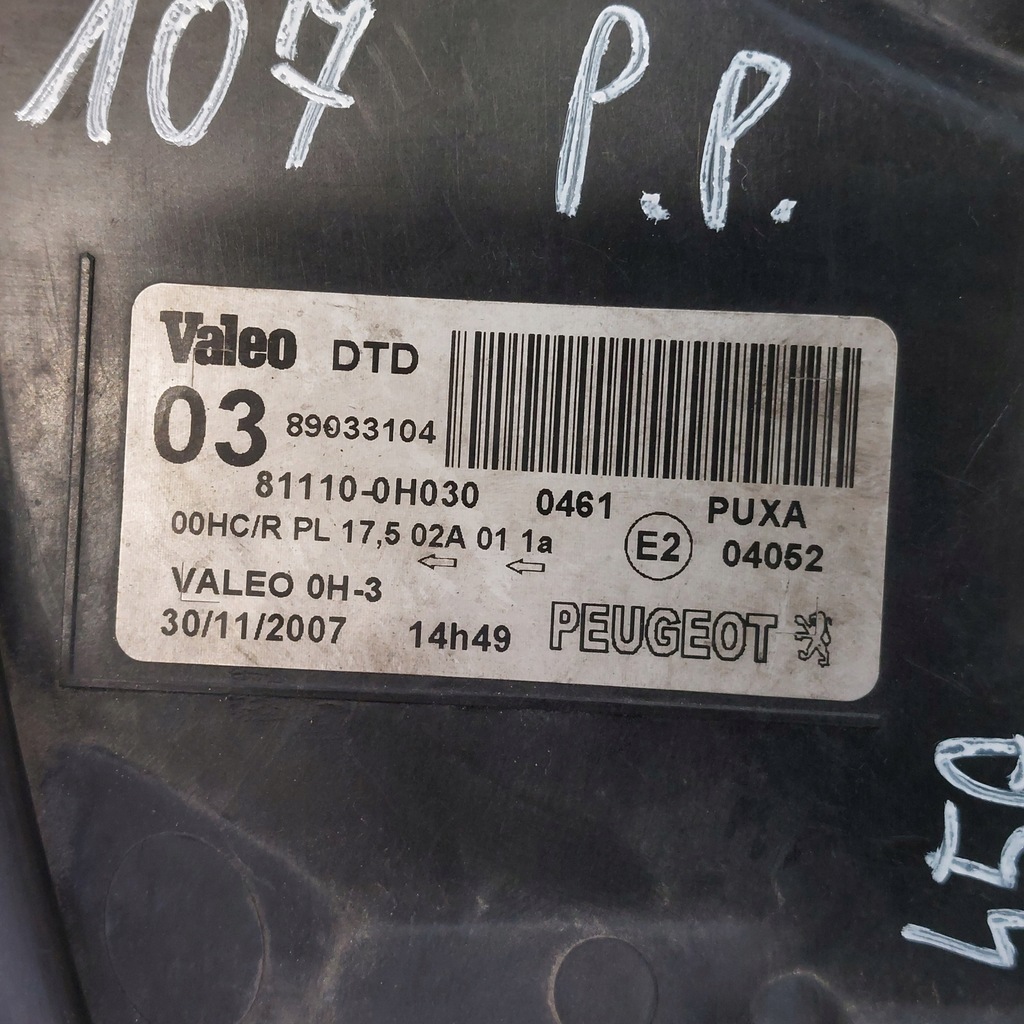 107 P.P.
Valeo DTD
03 89033104
81110-0H030 0461 PUXA
00HC/R PL 17,5 02A 01 1a E2 04052
VALEO 0H-3
30/11/2007 14h49 PEUGEOT
450